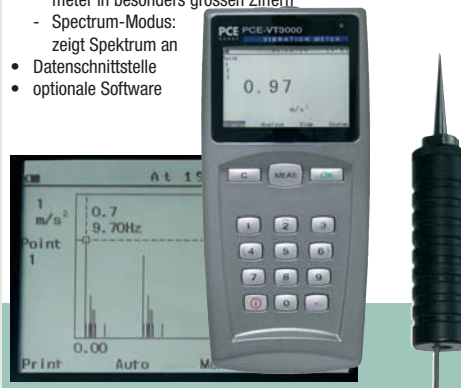 meter in besonders grossen Ziffern
- Spectrum-Modus:
zeigt Spektrum an
• Datenschnittstelle
• optionale Software
PCE PCE-VT3000
VIBRATION METER
0.97
m/s²
View
C
MEAS
OK
1 2 3
4 5 6
7 8 9
0 .
At 19
1
m/s²
0.7
9.70Hz
Point
1
0.00
Print Auto